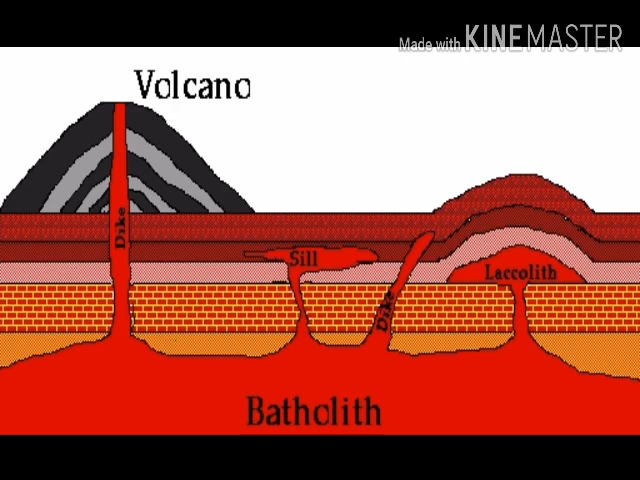 Made with KINEMASTER
Volcano
Dike
Sill
Laccolith
Dike
Batholith